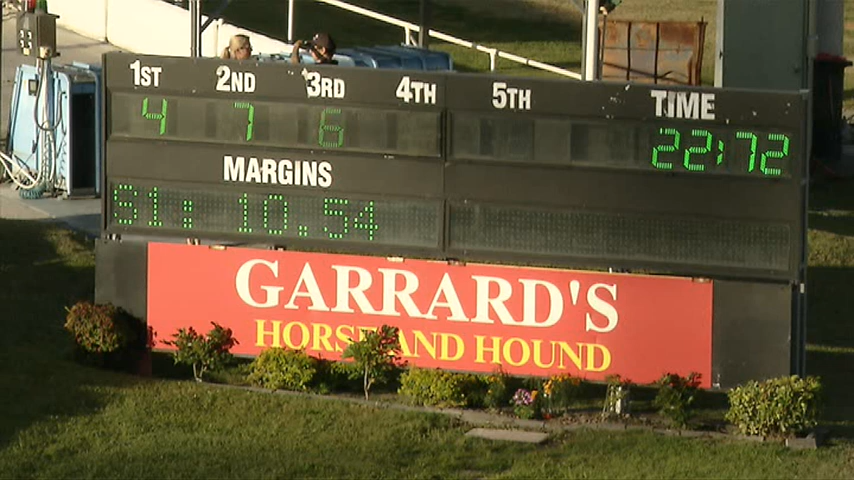 1ST 2ND 3RD 4TH 5TH TIME
4 7 6 22:72
MARGINS
S1: 10.54
GARRARD'S
HORSE AND HOUND